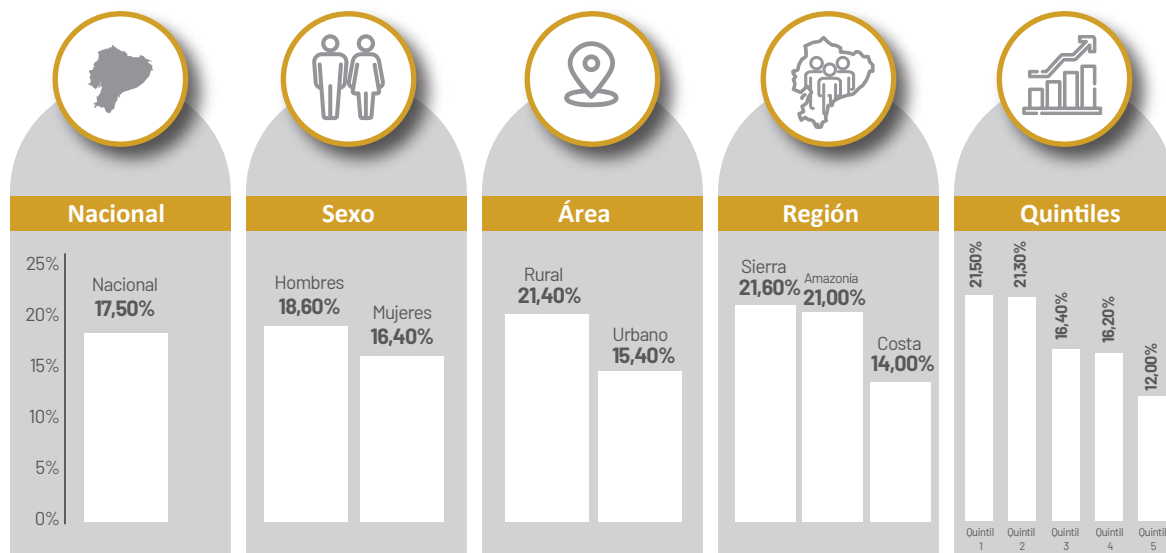 Nacional
25%
20%
15%
10%
5%
0%
Nacional
17,50%
Sexo
Hombres
18,60%
Mujeres
16,40%
Área
Rural
21,40%
Urbano
15,40%
Región
Sierra
21,60%
Amazonía
21,00%
Costa
14,00%
Quintiles
21,50%
21,30%
16,40%
16,20%
12,00%
Quintil
1
Quintil
2
Quintil
3
Quintil
4
Quintil
5